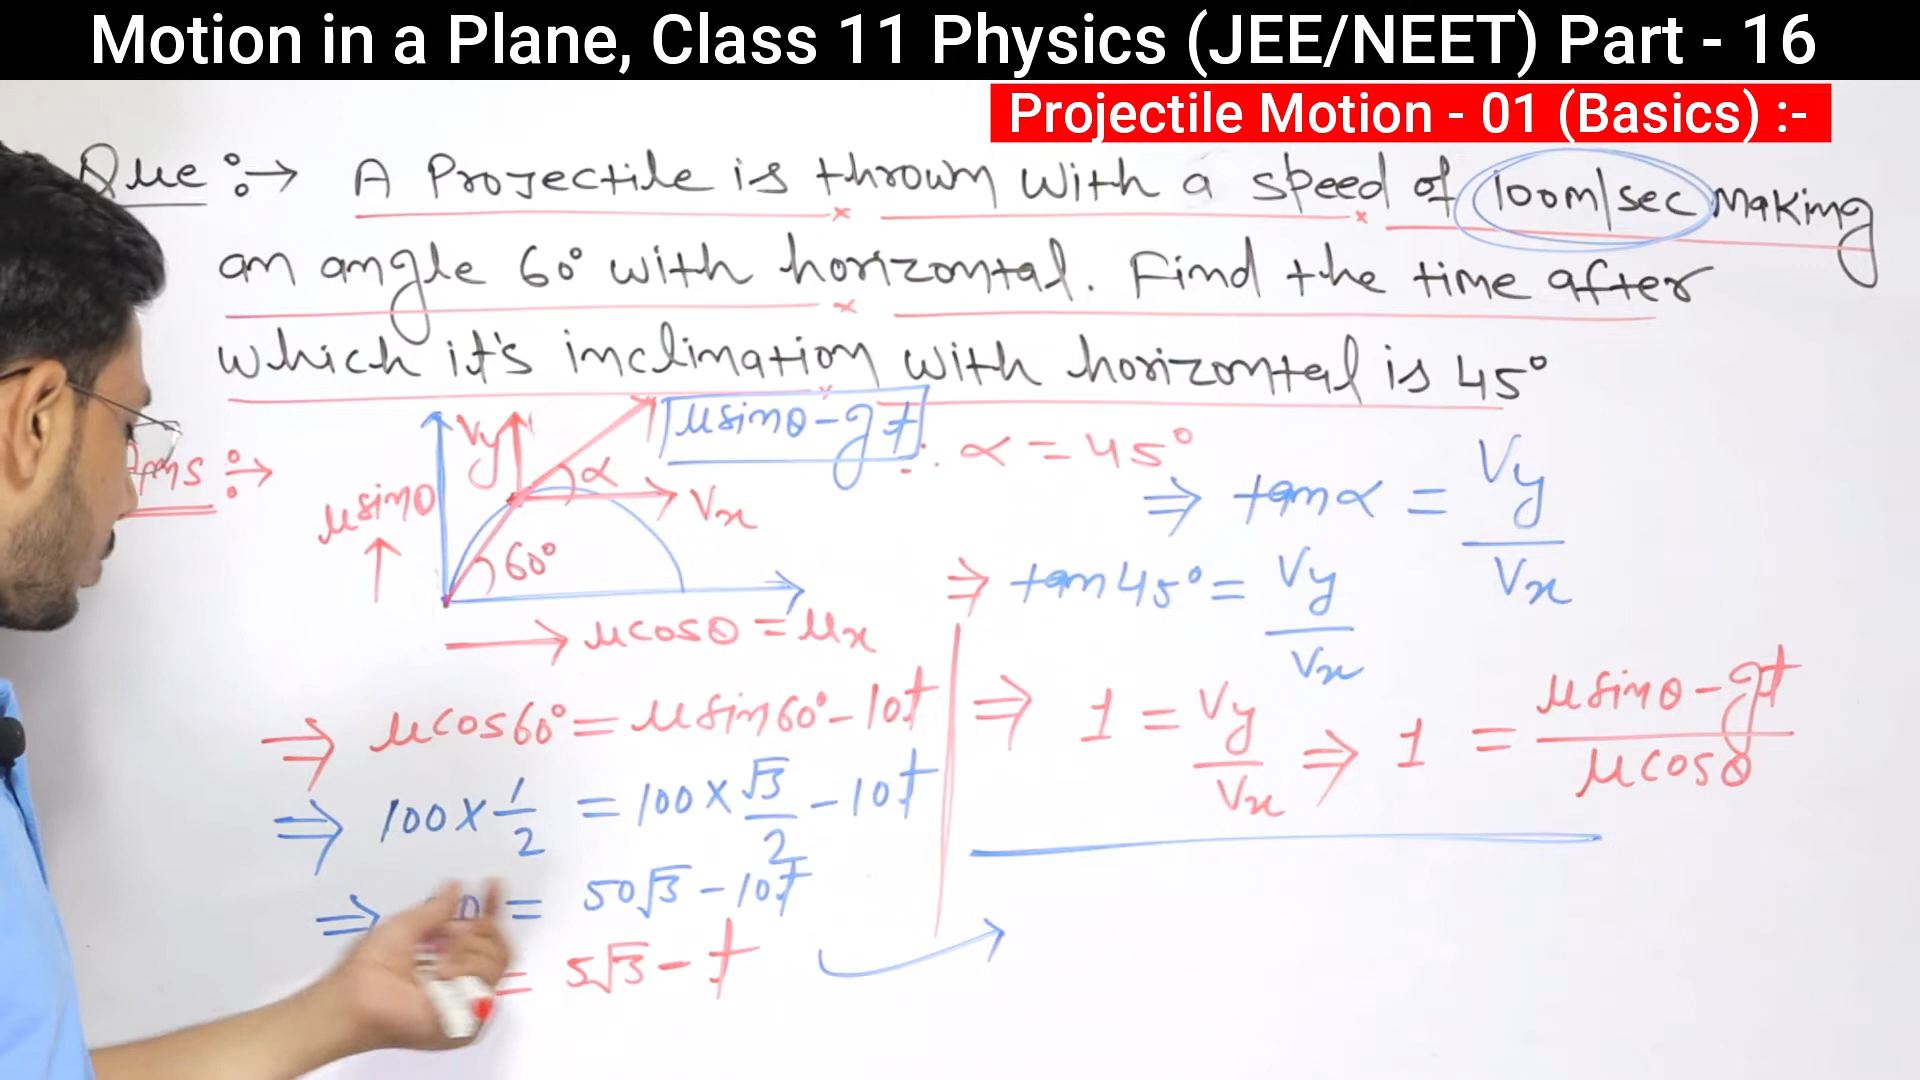 Motion in a Plane, Class 11 Physics (JEE/NEET) Part - 16
Projectile Motion - 01 (Basics) :-
Que :→ A Projectile is thrown with a speed of 100m/sec Making
an angle 60° with horizontal. Find the time after
which it's inclination with horizontal is 45°
Ans :→
usinθ
Vy
α
Vx
60°
→ ucosθ = ux
usinθ - gt
∴ α = 45°
⇒ tanα = Vy/Vx
⇒ tan45° = Vy/Vx
⇒ 1 = Vy/Vx ⇒ 1 = (usinθ - gt)/ucosθ
⇒ ucos60° = usin60° - 10t
⇒ 100 × 1/2 = 100 × √3/2 - 10t
⇒ = 50√3 - 10t
= 5√3 - t